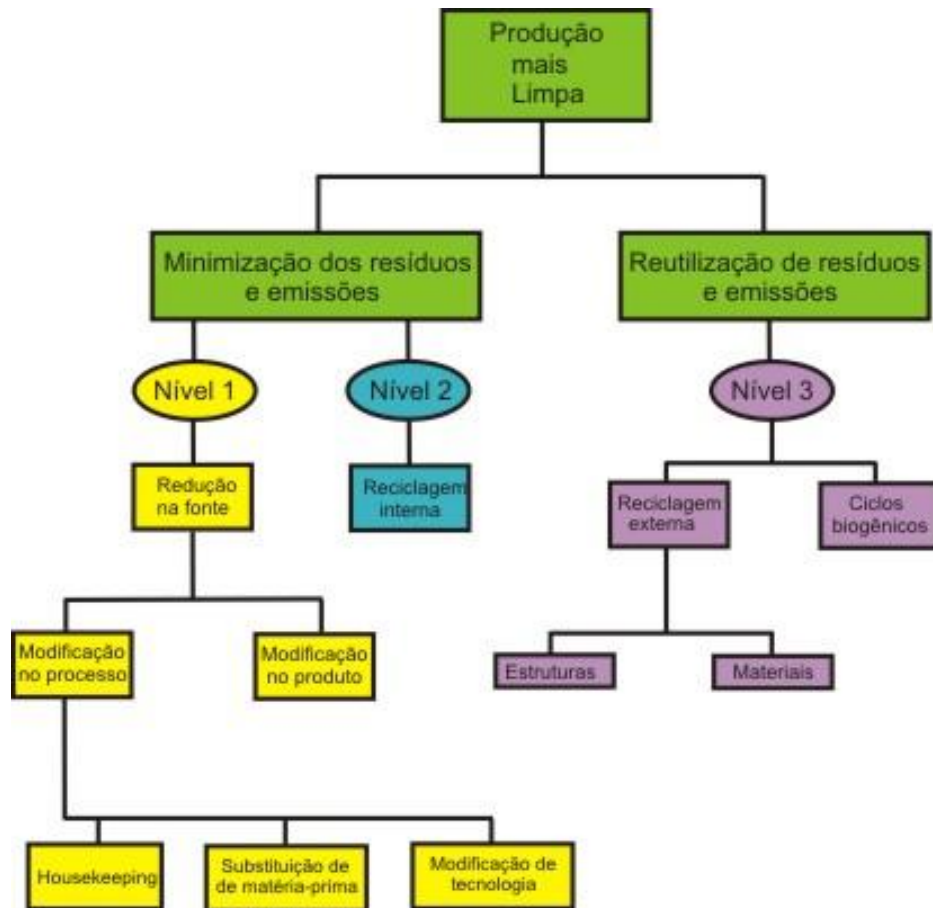 Produção
mais
Limpa
Minimização dos resíduos
e emissões
Reutilização de resíduos
e emissões
Nível 1
Nível 2
Nível 3
Redução
na fonte
Reciclagem
interna
Reciclagem
externa
Ciclos
biogênicos
Modificação
no processo
Modificação
no produto
Estruturas
Materiais
Housekeeping
Substituição de
de matéria-prima
Modificação de
tecnologia